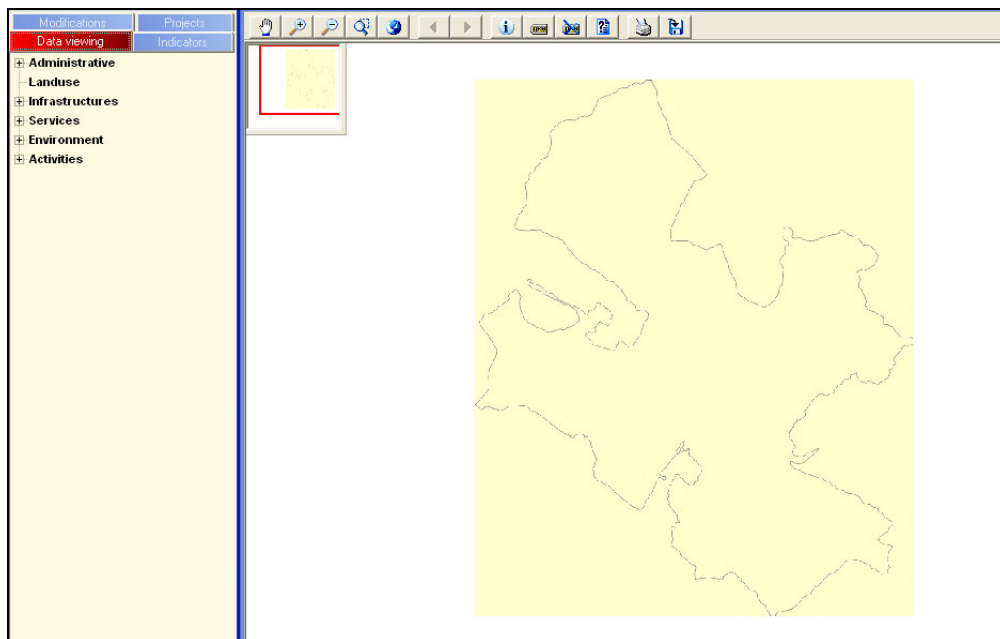 Modifications Projects
Data viewing Indicators
Administrative
Landuse
Infrastructures
Services
Environment
Activities